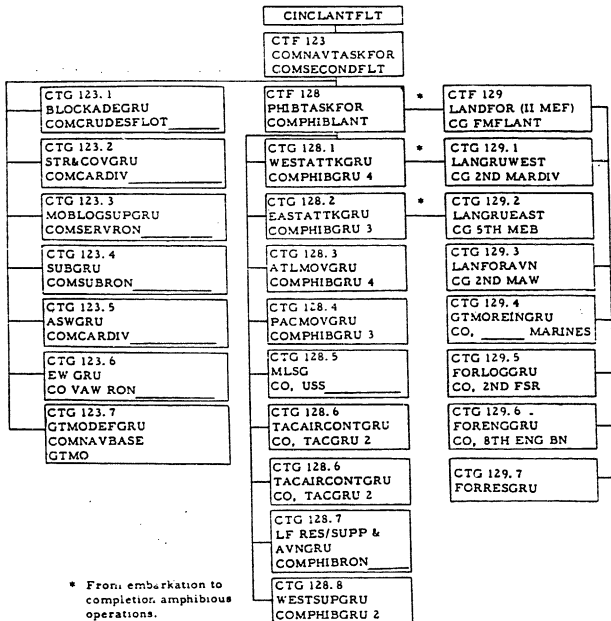 CINCLANTFLT
CTF 123
COMNAVTASKFOR
COMSECONDFLT
CTG 123.1
BLOCKADEGRU
COMCRUDESFLOT
CTG 123.2
STR&COVGRU
COMCARDIV
CTG 123.3
MOBLOGSUPGRU
COMSERVRON
CTG 123.4
SUBGRU
COMSUBRON
CTG 123.5
ASWGRU
COMCARDIV
CTG 123.6
EW GRU
CO VAW RON
CTG 123.7
GTMODEFGRU
COMNAVBASE
GTMO
CTF 128
PHIBTASKFOR
COMPHIBLANT
CTG 128.1
WESTATTKGRU
COMPHIBGRU 4
CTG 128.2
EASTATTKGRU
COMPHIBGRU 3
CTG 128.3
ATLMOVGRU
COMPHIBGRU 4
CTG 128.4
PACMOVGRU
COMPHIBGRU 3
CTG 128.5
MLSG
CO, USS
CTG 128.6
TACAIRCONTGRU
CO, TACGRU 2
CTG 128.6
TACAIRCONTGRU
CO, TACGRU 2
CTG 128.7
LF RES/SUPP &
AVNGRU
COMPHIBRON
CTG 128.8
WESTSUPGRU
COMPHIBGRU 2
*
*
*
CTF 129
LANDFOR (II MEF)
CG FMFLANT
CTG 129.1
LANGRUWEST
CG 2ND MARDIV
CTG 129.2
LANGRUEAST
CG 5TH MEB
CTG 129.3
LANFORAVN
CG 2ND MAW
CTG 129.4
GTMOREINGRU
CO, ____ MARINES
CTG 129.5
FORLOGGRU
CO, 2ND FSR
CTG 129.6
FORENGGRU
CO, 8TH ENG BN
CTG 129.7
FORRESGRU
* From embarkation to
completion amphibious
operations.